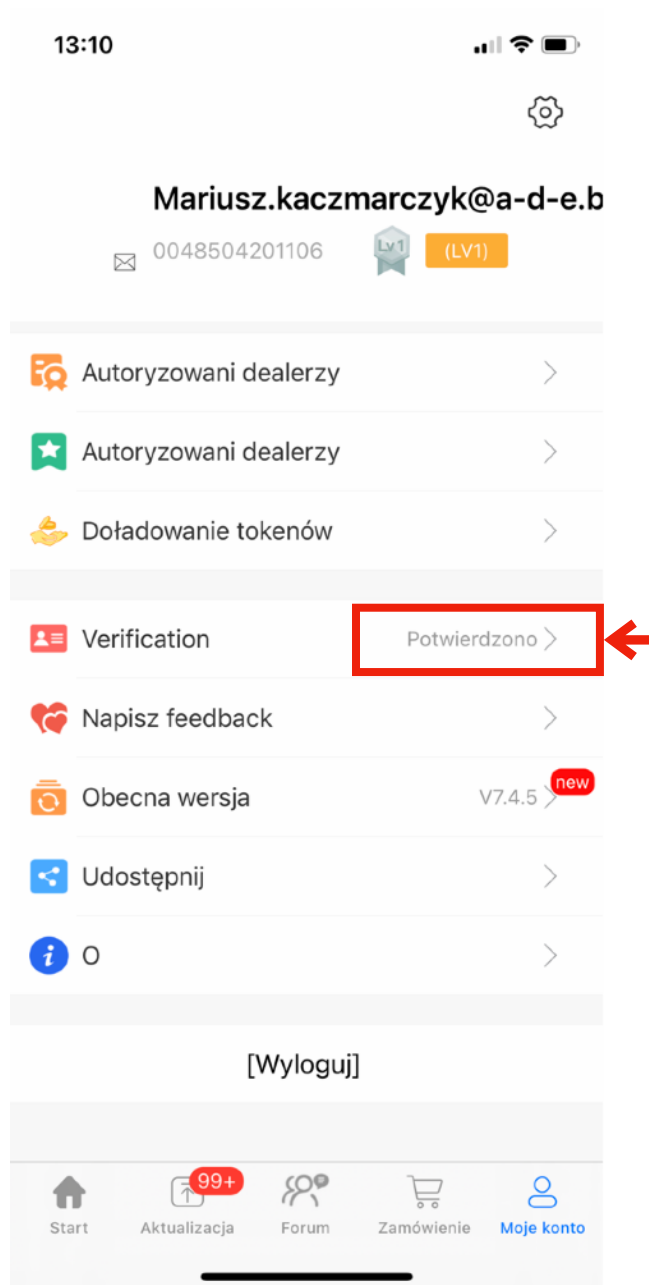 13:10
Mariusz.kaczmarczyk@a-d-e.b
0048504201106 Lv1 (LV1)
Autoryzowani dealerzy
Autoryzowani dealerzy
Doładowanie tokenów
Verification Potwierdzono
Napisz feedback
Obecna wersja V7.4.5 new
Udostępnij
O
[Wyloguj]
99+
Start Aktualizacja Forum Zamówienie Moje konto